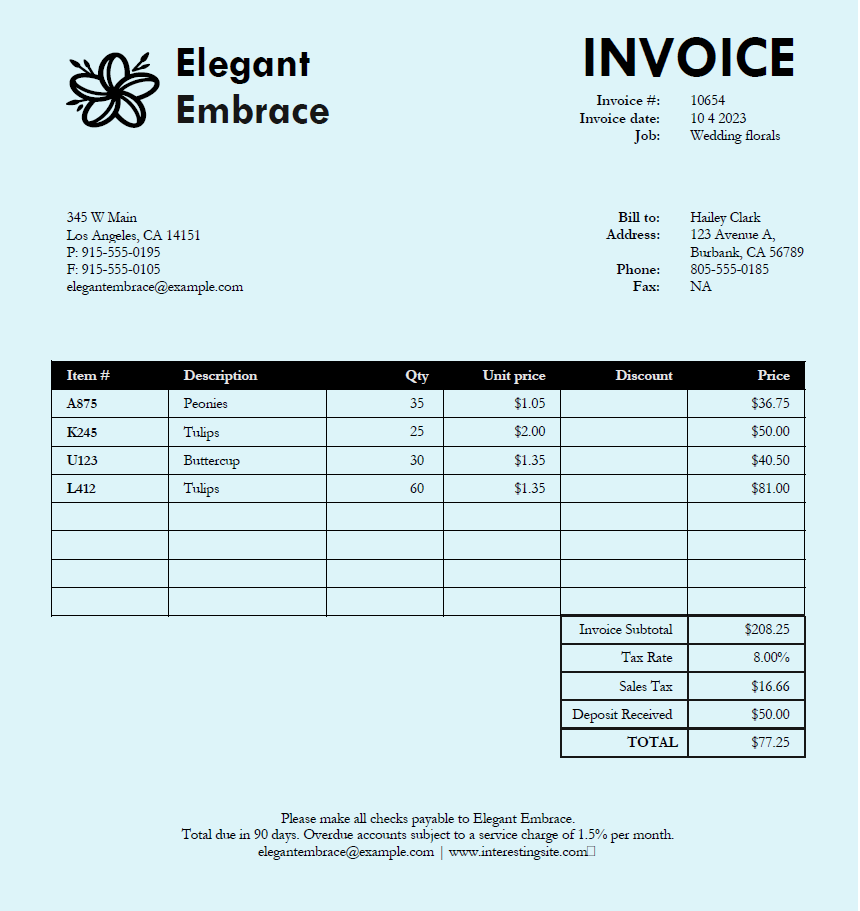 Elegant
Embrace
INVOICE
Invoice #: 10654
Invoice date: 10 4 2023
Job: Wedding florals
345 W Main
Los Angeles, CA 14151
P: 915-555-0195
F: 915-555-0105
elegantembrace@example.com
Bill to: Hailey Clark
Address: 123 Avenue A,
Burbank, CA 56789
Phone: 805-555-0185
Fax: NA
Item # Description Qty Unit price Discount Price
A875 Peonies 35 $1.05 $36.75
K245 Tulips 25 $2.00 $50.00
U123 Buttercup 30 $1.35 $40.50
L412 Tulips 60 $1.35 $81.00
Invoice Subtotal $208.25
Tax Rate 8.00%
Sales Tax $16.66
Deposit Received $50.00
TOTAL $77.25
Please make all checks payable to Elegant Embrace.
Total due in 90 days. Overdue accounts subject to a service charge of 1.5% per month.
elegantembrace@example.com | www.interestingsite.com